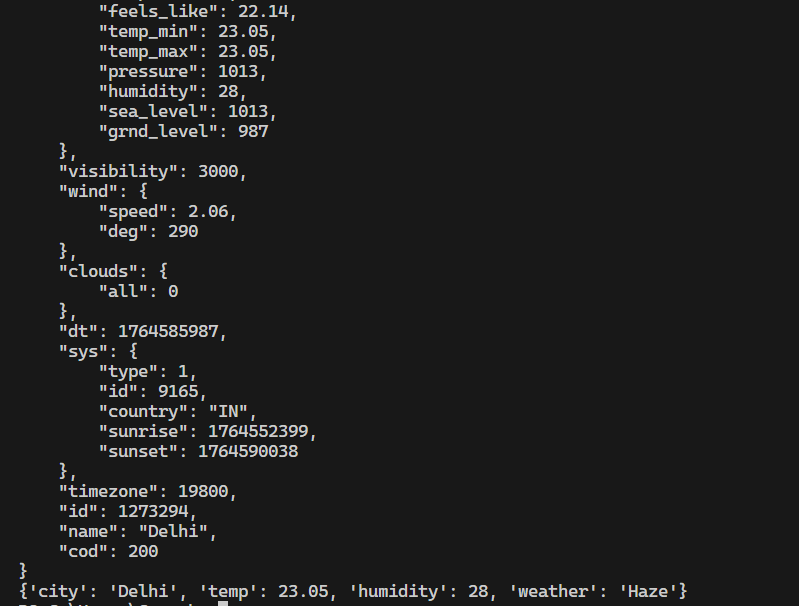 "feels_like": 22.14,
"temp_min": 23.05,
"temp_max": 23.05,
"pressure": 1013,
"humidity": 28,
"sea_level": 1013,
"grnd_level": 987
},
"visibility": 3000,
"wind": {
"speed": 2.06,
"deg": 290
},
"clouds": {
"all": 0
},
"dt": 1764585987,
"sys": {
"type": 1,
"id": 9165,
"country": "IN",
"sunrise": 1764552399,
"sunset": 1764590038
},
"timezone": 19800,
"id": 1273294,
"name": "Delhi",
"cod": 200
}
{'city': 'Delhi', 'temp': 23.05, 'humidity': 28, 'weather': 'Haze'}